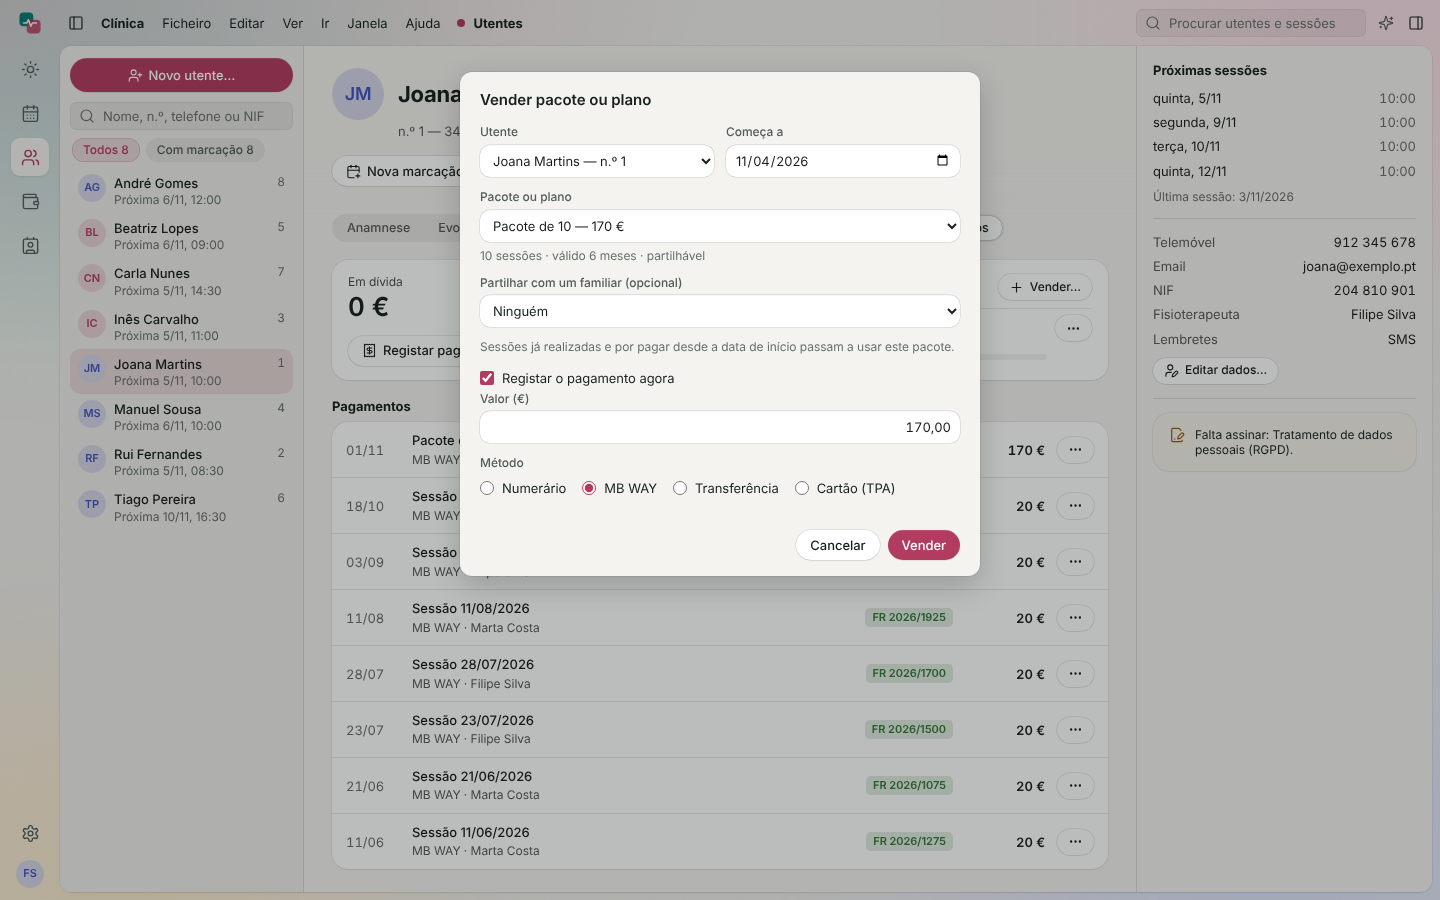 Clínica Ficheiro Editar Ver Ir Janela Ajuda Utentes
Procurar utentes e sessões
Novo utente...
Nome, n.º, telefone ou NIF
Todos 8 Com marcação 8
AG André Gomes 8
Próxima 6/11, 12:00
BL Beatriz Lopes 5
Próxima 6/11, 09:00
CN Carla Nunes 7
Próxima 5/11, 14:30
IC Inês Carvalho 3
Próxima 5/11, 11:00
JM Joana Martins 1
Próxima 5/11, 10:00
MS Manuel Sousa 4
Próxima 6/11, 10:00
RF Rui Fernandes 2
Próxima 5/11, 08:30
TP Tiago Pereira 6
Próxima 10/11, 16:30
FS
JM Joana
n.º 1 — 34
Nova marcação
Anamnese
Em dívida
0 €
Registar pag
Vender...
Pagamentos
01/11 Pacote 170 €
MB WAY
18/10 Sessão 20 €
MB WAY
03/09 Sessão 20 €
MB WAY
11/08 Sessão 11/08/2026 FR 2026/1925 20 €
MB WAY · Marta Costa
28/07 Sessão 28/07/2026 FR 2026/1700 20 €
MB WAY · Filipe Silva
23/07 Sessão 23/07/2026 FR 2026/1500 20 €
MB WAY · Filipe Silva
21/06 Sessão 21/06/2026 FR 2026/1075 20 €
MB WAY · Marta Costa
11/06 Sessão 11/06/2026 FR 2026/1275 20 €
MB WAY · Marta Costa
Vender pacote ou plano
Utente Começa a
Joana Martins — n.º 1 11/04/2026
Pacote ou plano
Pacote de 10 — 170 €
10 sessões · válido 6 meses · partilhável
Partilhar com um familiar (opcional)
Ninguém
Sessões já realizadas e por pagar desde a data de início passam a usar este pacote.
Registar o pagamento agora
Valor (€)
170,00
Método
Numerário MB WAY Transferência Cartão (TPA)
Cancelar Vender
Próximas sessões
quinta, 5/11 10:00
segunda, 9/11 10:00
terça, 10/11 10:00
quinta, 12/11 10:00
Última sessão: 3/11/2026
Telemóvel 912 345 678
Email joana@exemplo.pt
NIF 204 810 901
Fisioterapeuta Filipe Silva
Lembretes SMS
Editar dados...
Falta assinar: Tratamento de dados
pessoais (RGPD).